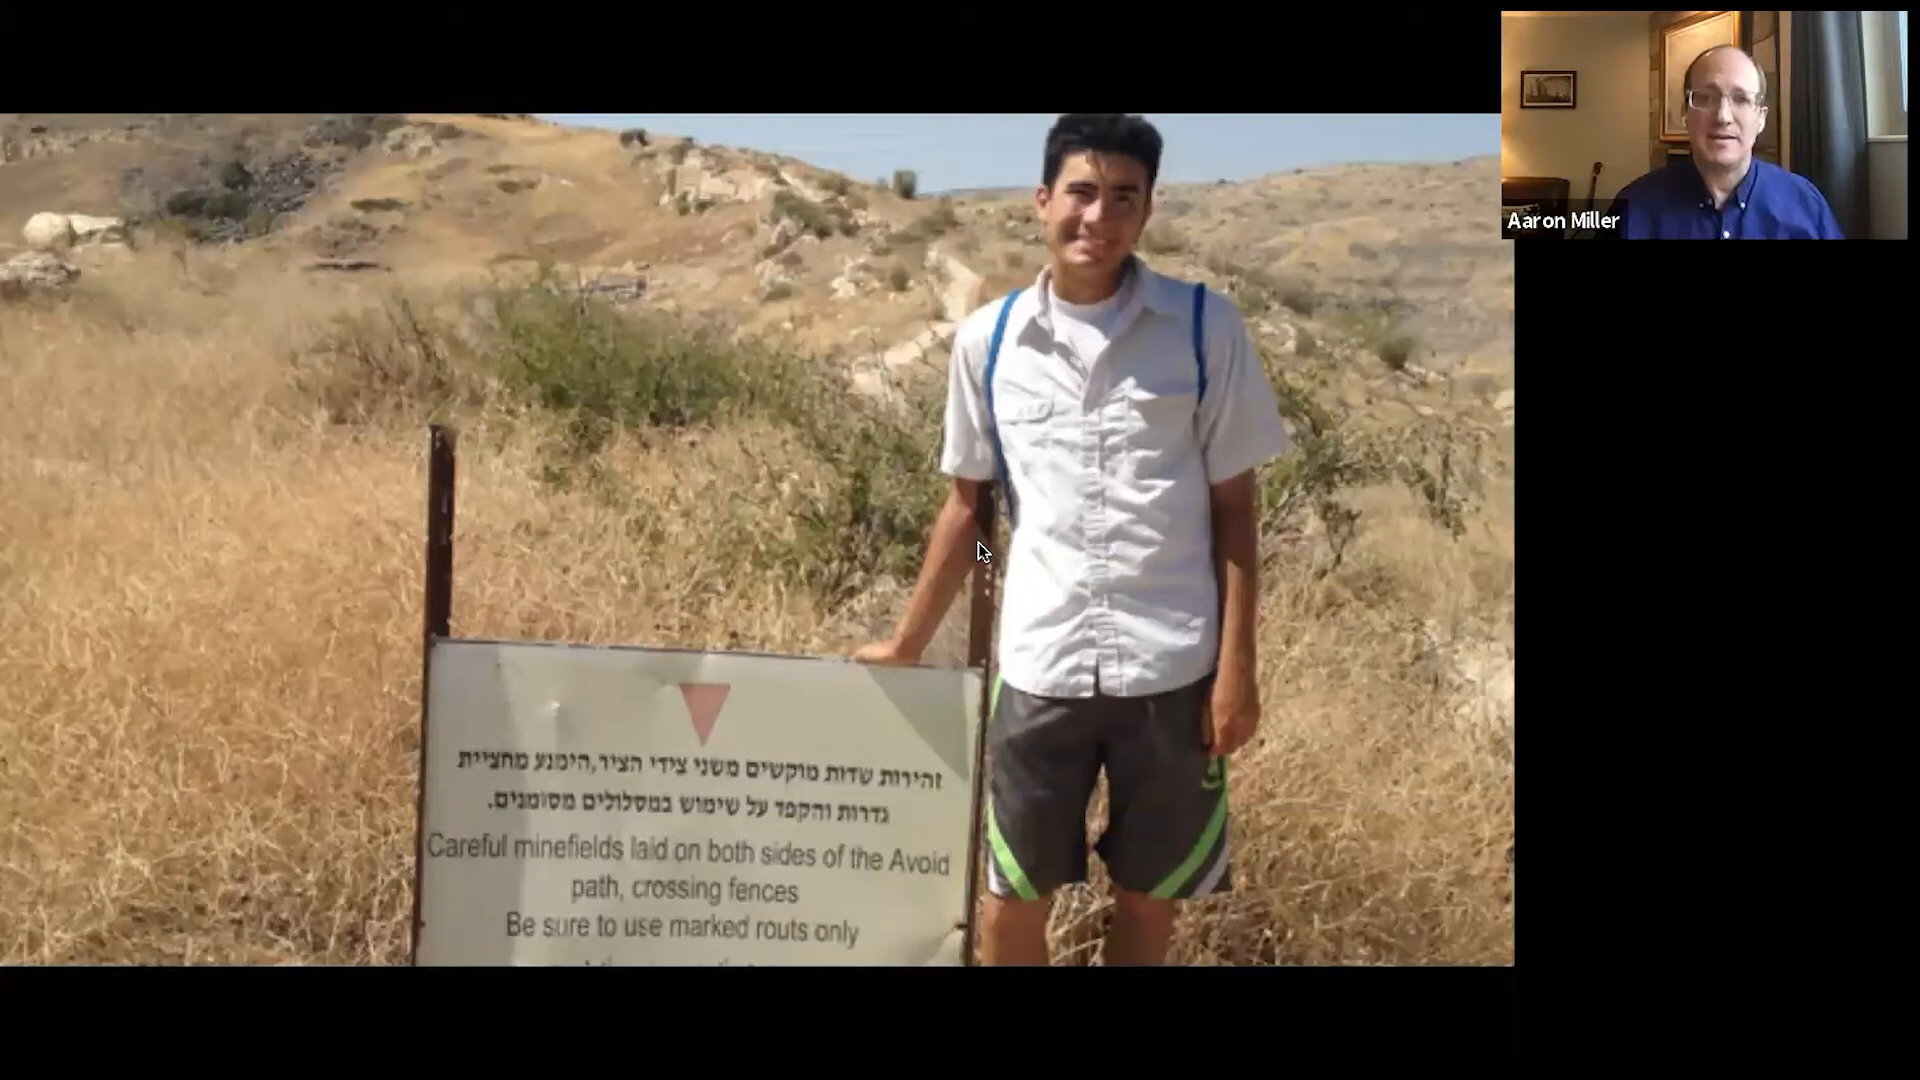 Aaron Miller
זהירות שדות מוקשים משני צידי הציר, הימנע מחציית
גדרות והקפד על שימוש במסלולים מסומנים.
Careful minefields laid on both sides of the Avoid
path, crossing fences
Be sure to use marked routs only